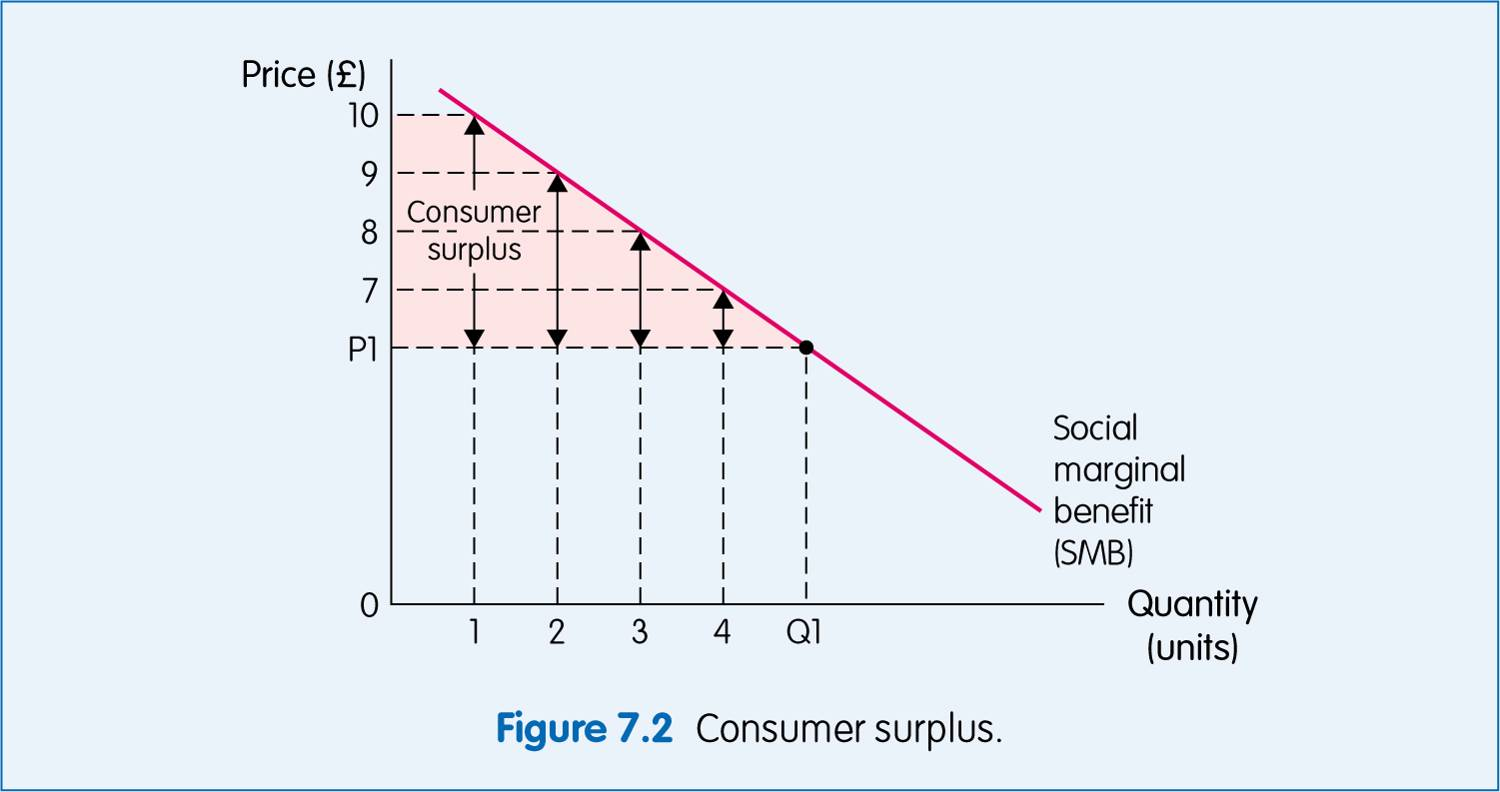 Price (£)
10
9
8
7
P1
0
Consumer
surplus
1 2 3 4 Q1
Social
marginal
benefit
(SMB)
Quantity
(units)
Figure 7.2 Consumer surplus.